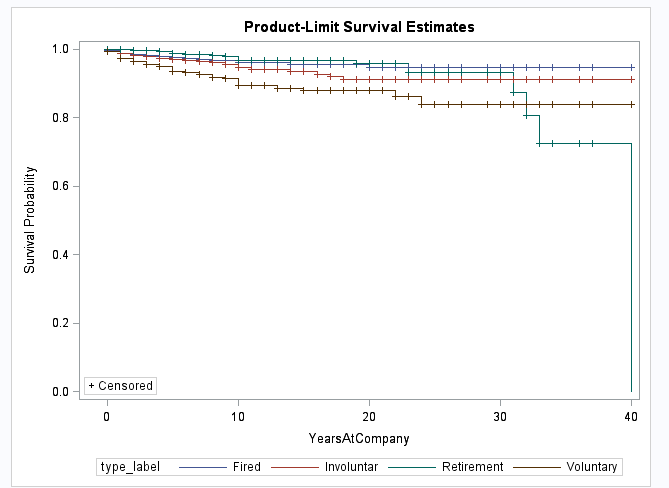 Product-Limit Survival Estimates
1.0
0.8
0.6
0.4
0.2
0.0
Survival Probability
+ Censored
0 10 20 30 40
YearsAtCompany
type_label Fired Involuntar Retirement Voluntary